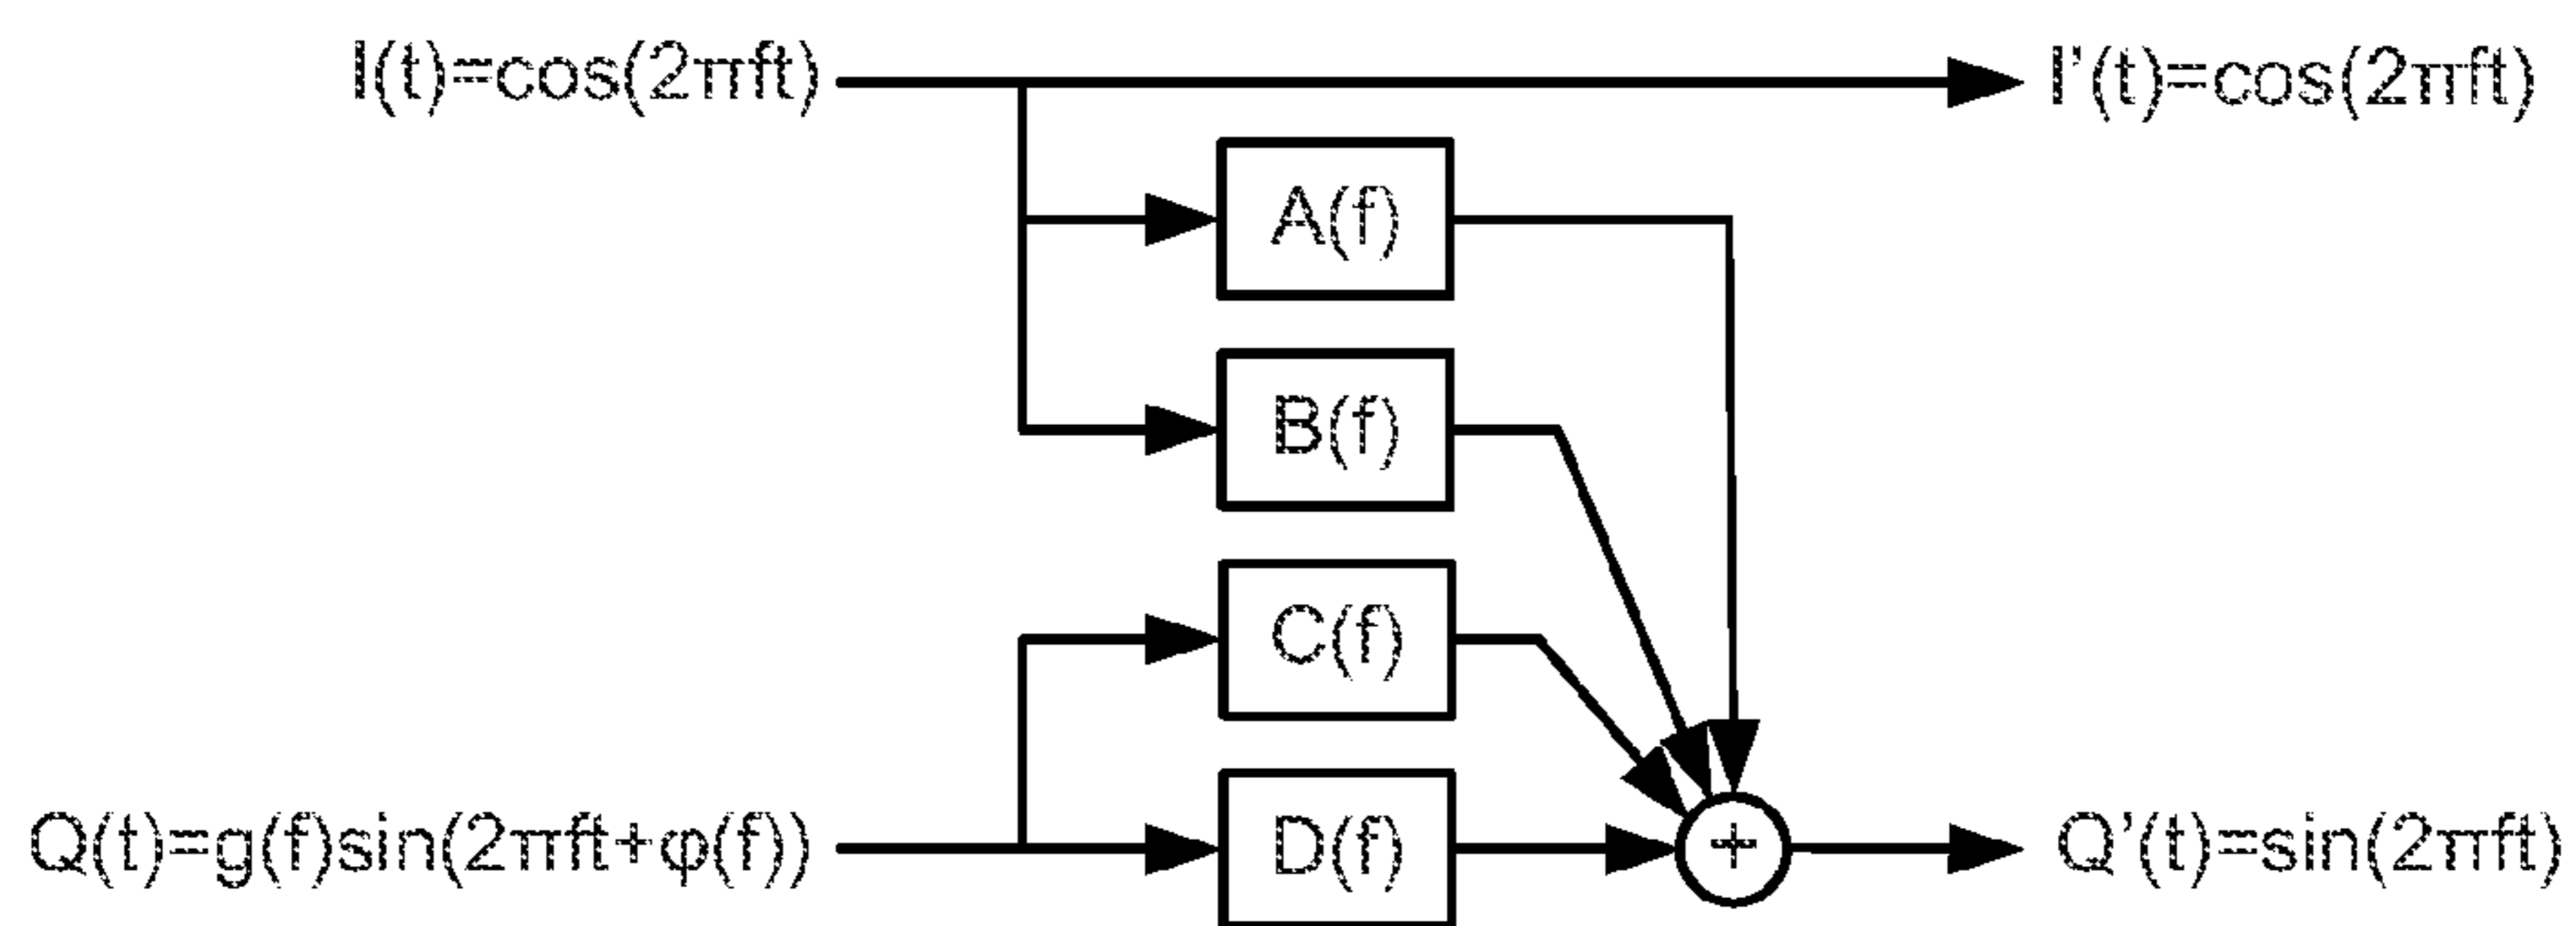 I(t)=cos(2πft)
I'(t)=cos(2πft)
A(f)
B(f)
C(f)
Q(t)=g(f)sin(2πft+φ(f))
D(f)
+
Q'(t)=sin(2πft)